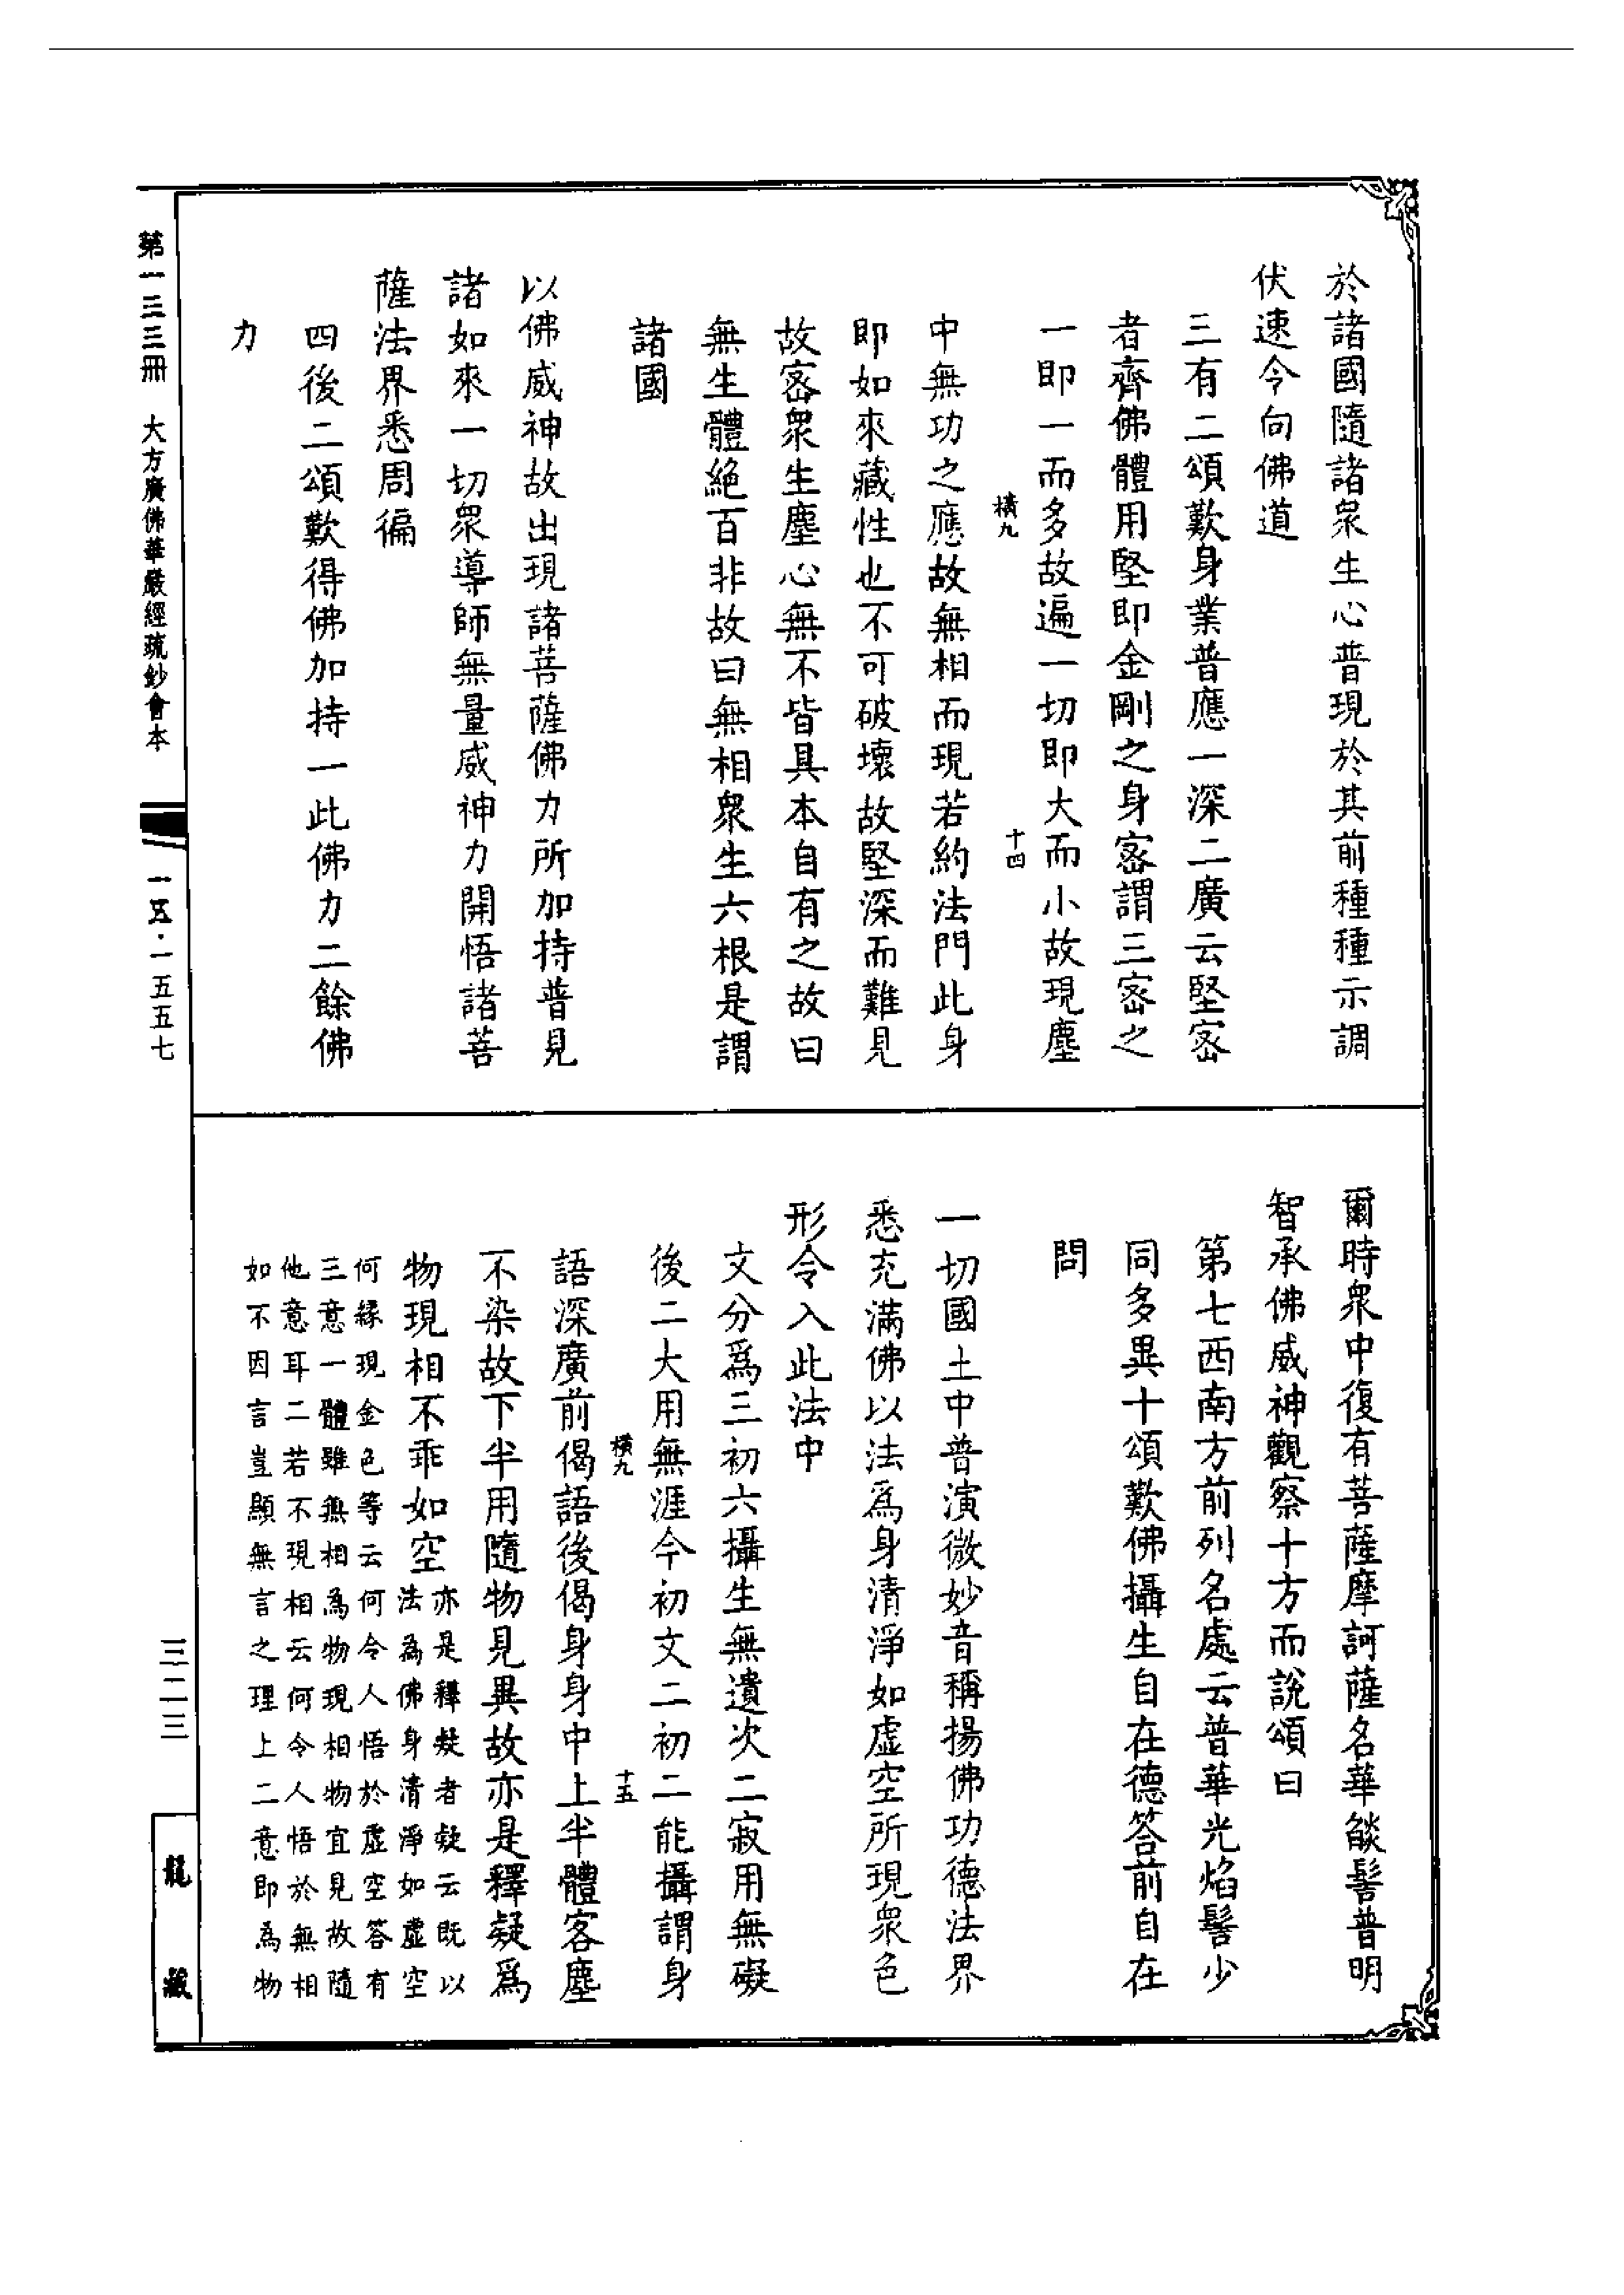 於諸國隨諸衆生心普現於其前種種示調
伏速令向佛道
三有二頌歎身業普應一深二廣云堅密
者齊佛體用堅即金剛之身密謂三密之
一即一而多故遍一切即大而小故現塵
橫九
十四
中無功之應故無相而現若約法門此身
即如來藏性也不可破壞故堅深而難見
故密衆生塵心無不皆具本自有之故曰
無生體絶百非故曰無相衆生六根是謂
諸國
以佛威神故出現諸菩薩佛力所加持普見
諸如來一切衆導師無量威神力開悟諸菩
薩法界悉周徧
四後二頌歎得佛加持一此佛力二餘佛
力
爾時衆中復有菩薩摩訶薩名華燄髻普明
智承佛威神觀察十方而說頌曰
第七西南方前列名處云普華光焰髻少
同多異十頌歎佛攝生自在德答前自在
問
一切國土中普演微妙音稱揚佛功德法界
悉充滿佛以法爲身清淨如虛空所現衆色
形令入此法中
文分爲三初六攝生無遺次二寂用無礙
後二大用無涯今初文二初二能攝謂身
橫九
十五
語深廣前偈語後偈身身中上半體客塵
不染故下半用隨物見異故亦是釋疑爲
物現相不乖如空
亦是釋疑者疑云既以
法為佛身清淨如虛空
何緣現金色等云何令人悟於虛空答有
三意一體雖無相為物現相物宜見故隨
他意耳二若不現相云何令人悟於無相
如不因言豈顯無言之理上二意即為物
第一三三冊 大方廣佛華嚴經疏鈔會本
一五·一五五七
三二三
龍藏